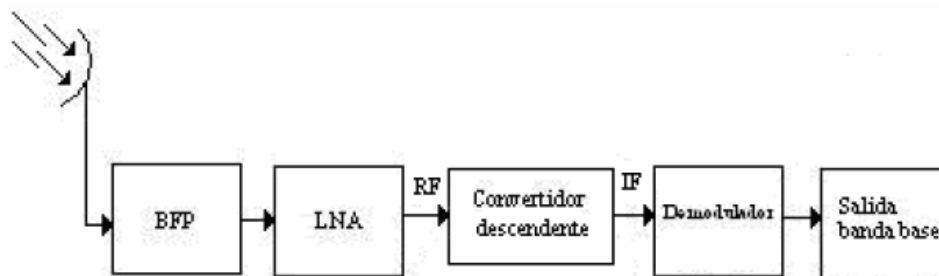 BFP
LNA
RF
Convertidor
descendente
IF
Demodulador
Salida
banda base